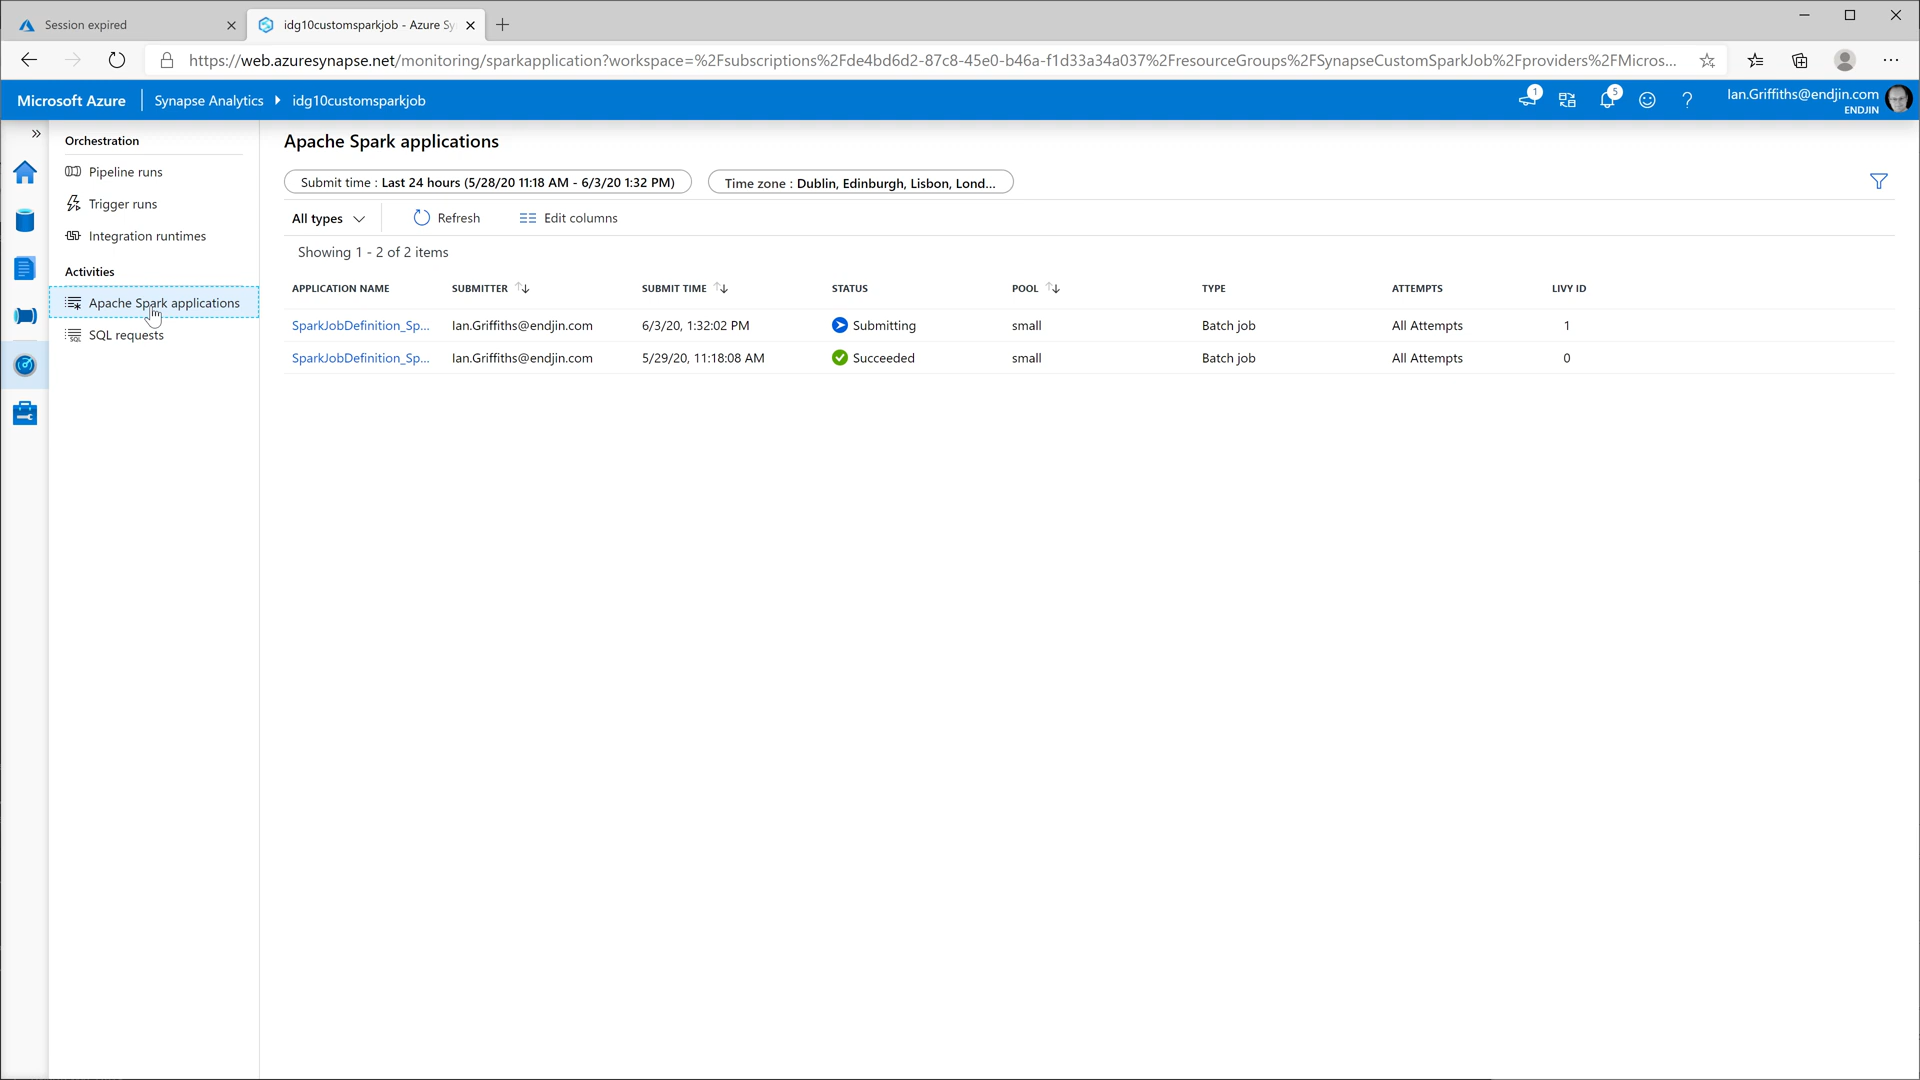 Session expired
idg10customsparkjob - Azure Sy
https://web.azuresynapse.net/monitoring/sparkapplication?workspace=%2Fsubscriptions%2Fde4bd6d2-87c8-45e0-b46a-f1d33a34a037%2FresourceGroups%2FSynapseCustomSparkJob%2Fproviders%2FMicros...
Microsoft Azure
Synapse Analytics
idg10customsparkjob
1
5
Ian.Griffiths@endjin.com
ENDJIN
Orchestration
Pipeline runs
Trigger runs
Integration runtimes
Activities
Apache Spark applications
SQL requests
Apache Spark applications
Submit time : Last 24 hours (5/28/20 11:18 AM - 6/3/20 1:32 PM)
Time zone : Dublin, Edinburgh, Lisbon, Lond...
All types
Refresh
Edit columns
Showing 1 - 2 of 2 items
APPLICATION NAME SUBMITTER SUBMIT TIME STATUS POOL TYPE ATTEMPTS LIVY ID
SparkJobDefinition_Sp... Ian.Griffiths@endjin.com 6/3/20, 1:32:02 PM Submitting small Batch job All Attempts 1
SparkJobDefinition_Sp... Ian.Griffiths@endjin.com 5/29/20, 11:18:08 AM Succeeded small Batch job All Attempts 0